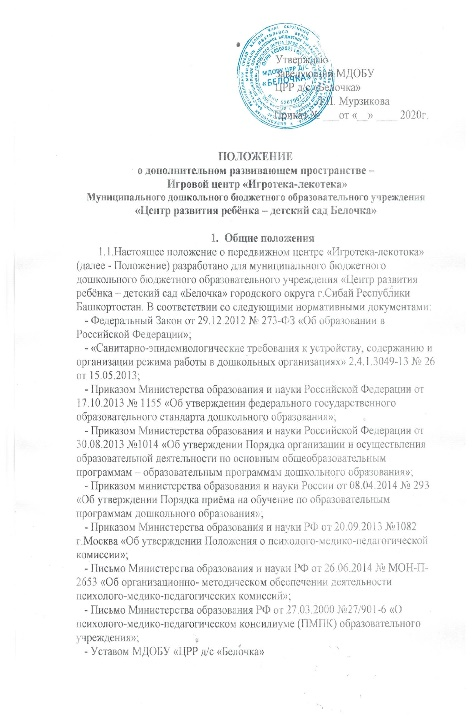 Утверждаю
Заведующий МДОБУ
ЦРР д/с «Белочка»
Мурзикова
Приказ № от «__» 2020г.
МДОБУ ЦРР Д/С
«БЕЛОЧКА»
ПОЛОЖЕНИЕ
о дополнительном развивающем пространстве –
Игровой центр «Игротека-лекотека»
Муниципального дошкольного бюджетного образовательного учреждения
«Центр развития ребёнка – детский сад Белочка»
1. Общие положения
1.1.Настоящее положение о передвижном центре «Игротека-лекотока»
(далее - Положение) разработано для муниципального бюджетного
дошкольного бюджетного образовательного учреждения «Центр развития
ребёнка – детский сад «Белочка» городского округа г.Сибай Республики
Башкортостан. В соответствии со следующими нормативными документами:
- Федеральный Закон от 29.12.2012 № 273-ФЗ «Об образовании в
Российской Федерации»;
- «Санитарно-эпидемиологические требования к устройству, содержанию и
организации режима работы в дошкольных организациях» 2.4.1.3049-13 № 26
от 15.05.2013;
- Приказом Министерства образования и науки Российской Федерации от
17.10.2013 № 1155 «Об утверждении федерального государственного
образовательного стандарта дошкольного образования»;
- Приказом Министерства образования и науки Российской Федерации от
30.08.2013 №1014 «Об утверждении Порядка организации и осуществления
образовательной деятельности по основным общеобразовательным
программам – образовательным программам дошкольного образования»;
- Приказом министерства образования и науки России от 08.04.2014 № 293
«Об утверждении Порядка приёма на обучение по образовательным
программам дошкольного образования»;
- Приказом Министерства образования и науки РФ от 20.09.2013 №1082
г.Москва «Об утверждении Положения о психолого-медико-педагогической
комиссии»;
- Письмо Министерства образования и науки РФ от 26.06.2014 № МОН-П-
2653 «Об организационно- методическом обеспечении деятельности
психолого-медико-педагогических комиссий»;
- Письмо Министерства образования РФ от 27.03.2000 №27/901-6 «О
психолого-медико-педагогическом консилиуме (ПМПК) образовательного
учреждения»;
- Уставом МДОБУ «ЦРР д/с «Белочка»